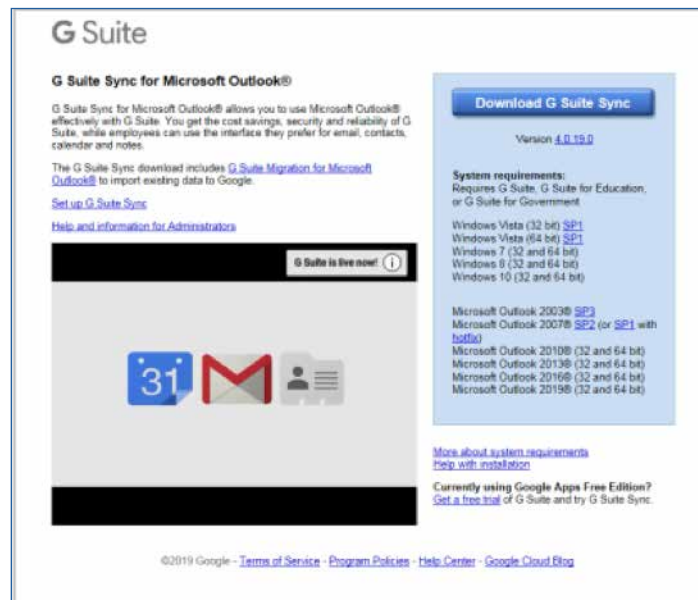 G Suite
G Suite Sync for Microsoft Outlook®
G Suite Sync for Microsoft Outlook® allows you to use Microsoft Outlook®
effectively with G Suite. You get the cost savings, security and reliability of G
Suite, while employees can use the interface they prefer for email, contacts,
calendar and notes.
The G Suite Sync download includes G Suite Migration for Microsoft
Outlook® to import existing data to Google.
Set up G Suite Sync
Help and information for Administrators
G Suite is live now!
31
Download G Suite Sync
Version 4.0.19.0
System requirements:
Requires G Suite, G Suite for Education,
or G Suite for Government
Windows Vista (32 bit) SP1
Windows Vista (64 bit) SP1
Windows 7 (32 and 64 bit)
Windows 8 (32 and 64 bit)
Windows 10 (32 and 64 bit)
Microsoft Outlook 2003® SP3
Microsoft Outlook 2007® SP2 (or SP1 with
hotfix)
Microsoft Outlook 2010® (32 and 64 bit)
Microsoft Outlook 2013® (32 and 64 bit)
Microsoft Outlook 2016® (32 and 64 bit)
Microsoft Outlook 2019® (32 and 64 bit)
More about system requirements
Help with installation
Currently using Google Apps Free Edition?
Get a free trial of G Suite and try G Suite Sync.
©2019 Google - Terms of Service - Program Policies - Help Center - Google Cloud Blog